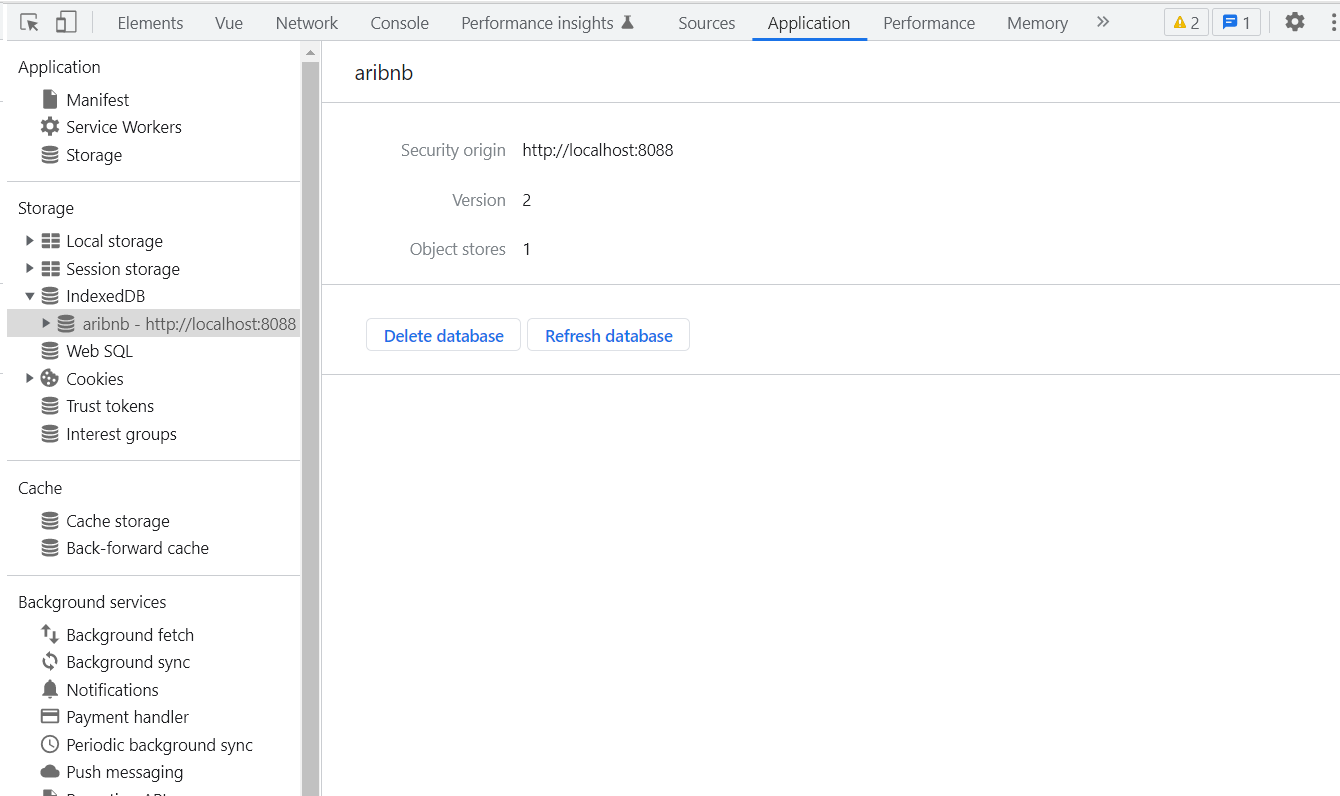 Elements Vue Network Console Performance insights Sources Application Performance Memory 2 1
Application
Manifest
Service Workers
Storage
Storage
Local storage
Session storage
IndexedDB
aribnb - http://localhost:8088
Web SQL
Cookies
Trust tokens
Interest groups
Cache
Cache storage
Back-forward cache
Background services
Background fetch
Background sync
Notifications
Payment handler
Periodic background sync
Push messaging
aribnb
Security origin http://localhost:8088
Version 2
Object stores 1
Delete database Refresh database